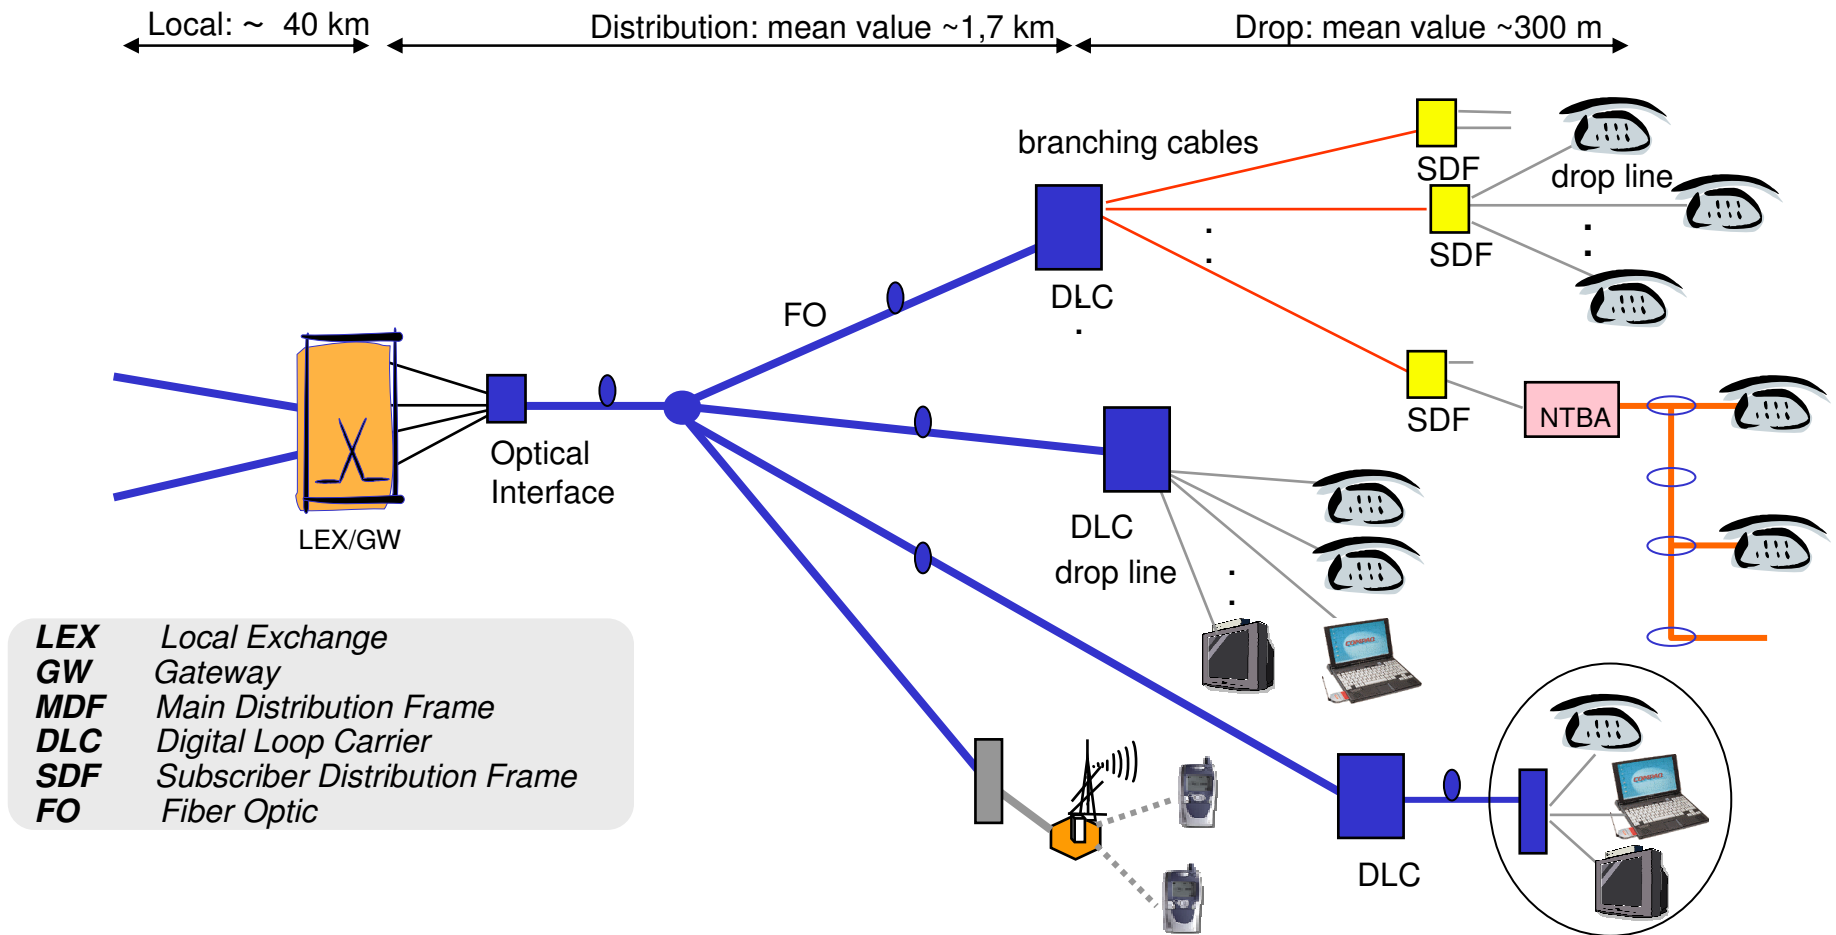 Local: ~ 40 km
Distribution: mean value ~1,7 km
Drop: mean value ~300 m
branching cables
SDF
drop line
SDF
DLC
FO
SDF
NTBA
Optical
Interface
LEX/GW
DLC
drop line
COMPAQ
LEX Local Exchange
GW Gateway
MDF Main Distribution Frame
DLC Digital Loop Carrier
SDF Subscriber Distribution Frame
FO Fiber Optic
COMPAQ
DLC